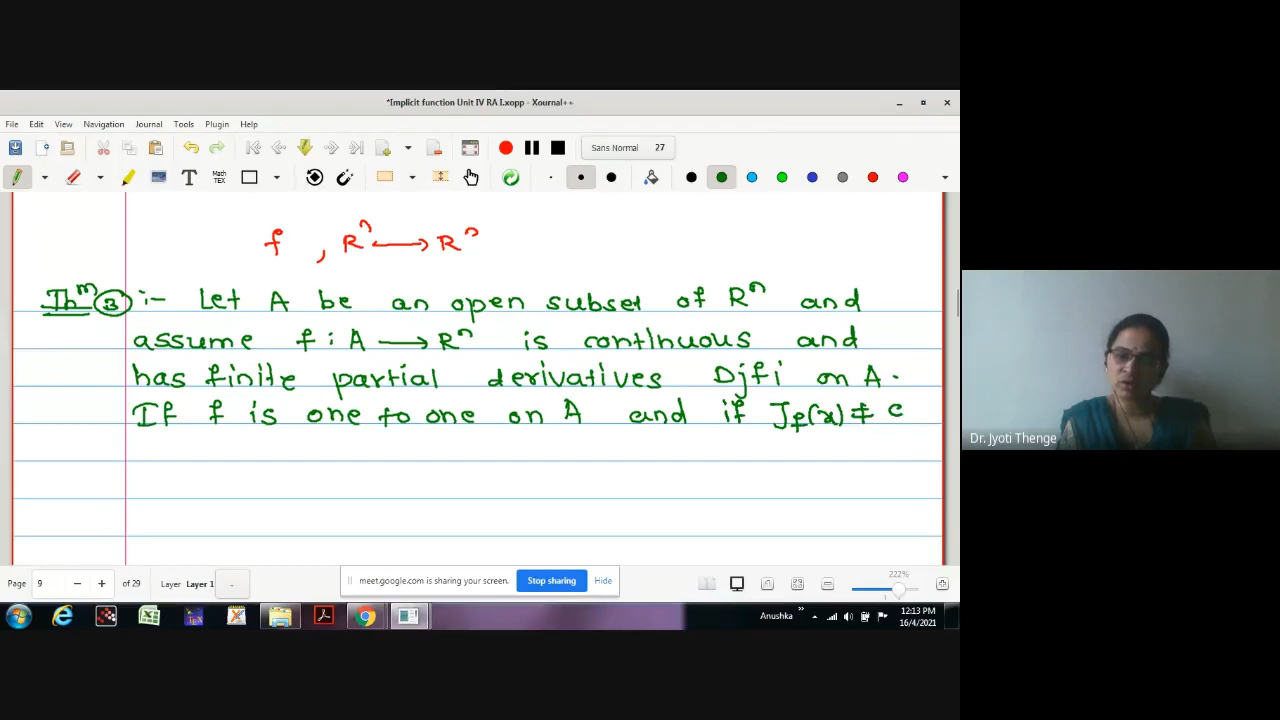 *Implicit function Unit IV RA I.xopp - Xournal++
File Edit View Navigation Journal Tools Plugin Help
Sans Normal 27
T Math TEX
f , Rⁿ → Rⁿ
Thᵐ ③ :- Let A be an open subset of Rⁿ and
assume f : A → Rⁿ is continuous and
has finite partial derivatives Djfi on A.
If f is one to one on A and if Jf(x) ≠ c
Dr. Jyoti Thenge
Page 9 of 29 Layer Layer 1
meet.google.com is sharing your screen. Stop sharing Hide
222%
Anushka
12:13 PM
16/4/2021